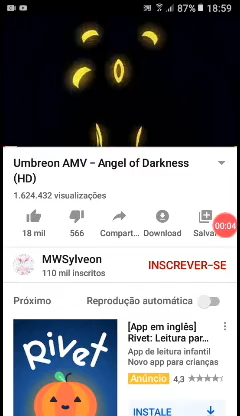 87% 18:59
Umbreon AMV - Angel of Darkness
(HD)
1.624.432 visualizações
18 mil 566 Compart... Download Salva
00:04
MWSylveon
110 mil inscritos
INSCREVER-SE
Próximo Reprodução automática
Rivet
[App em inglês]
Rivet: Leitura par...
App de leitura infantil
Novo app para crianças
Anúncio 4,3
INSTALE